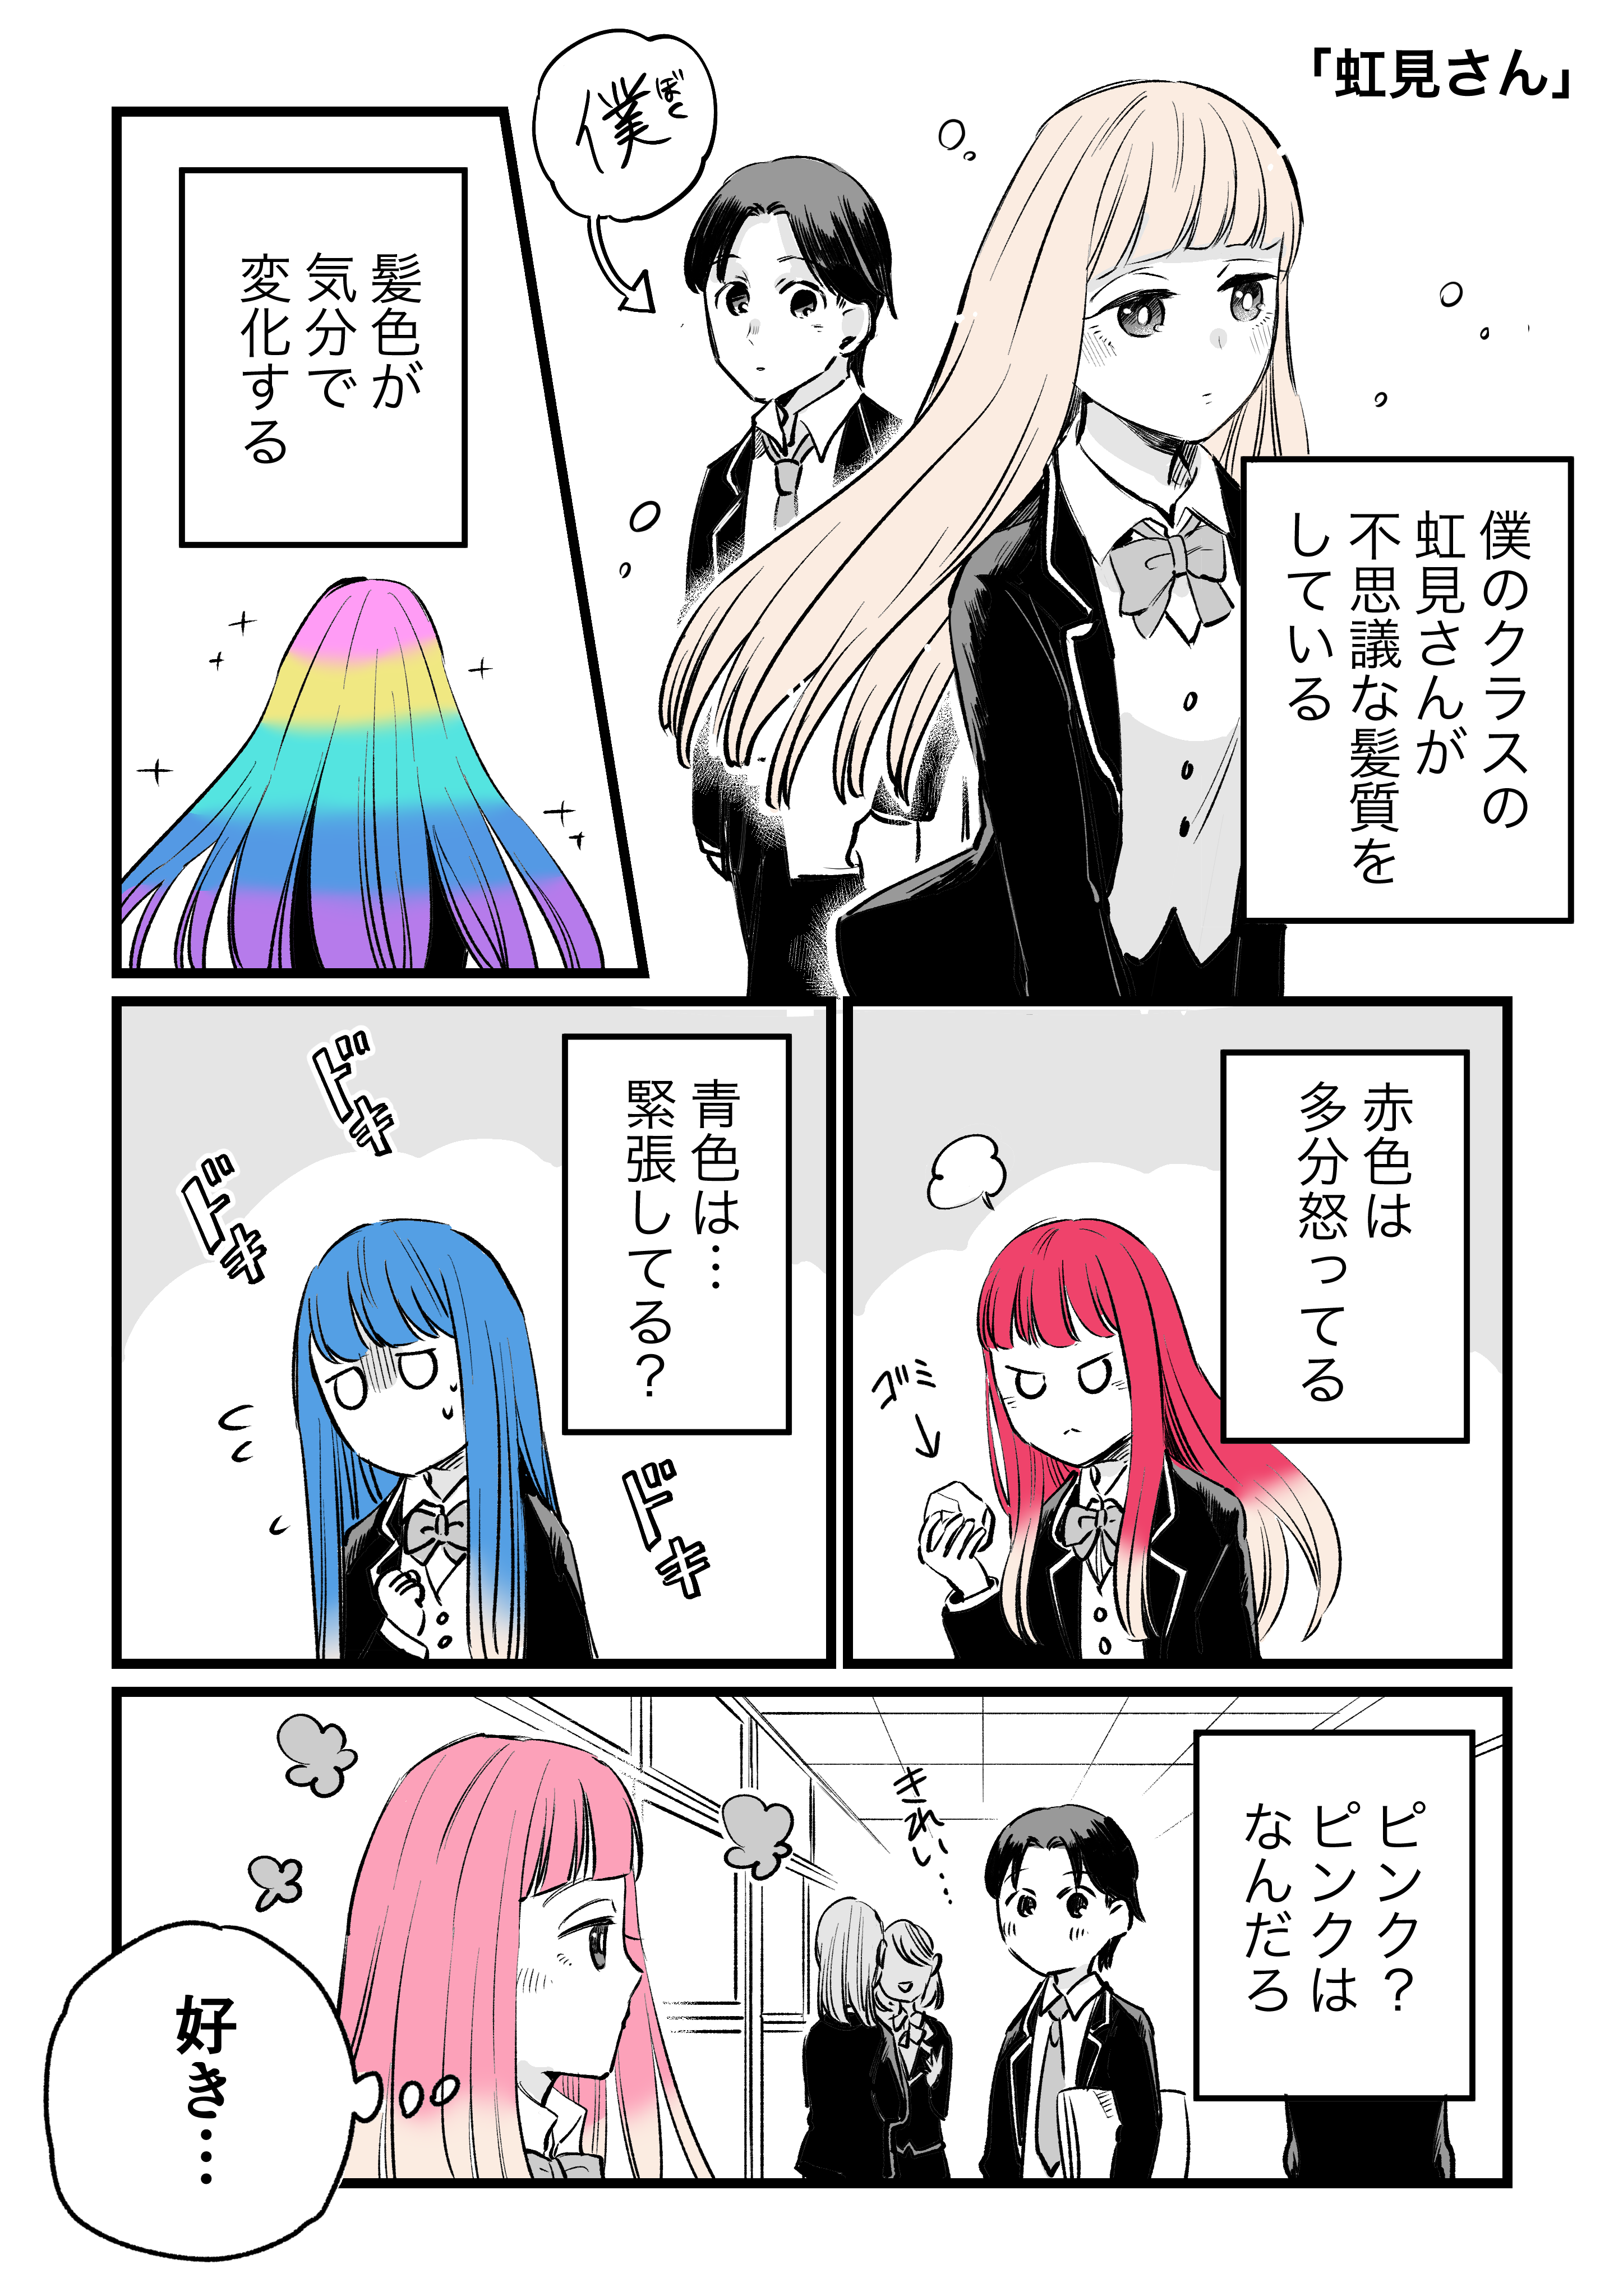 「虹見さん」
僕のクラスの
虹見さんが
不思議な髪質を
している
僕
ぼく
髪色が
気分で
変化する
赤色は
多分怒ってる
ゴミ
青色は…
緊張してる？
ドキ
ドキ
ドキ
ピンク？
ピンクは
なんだろ
きれい…
好き…